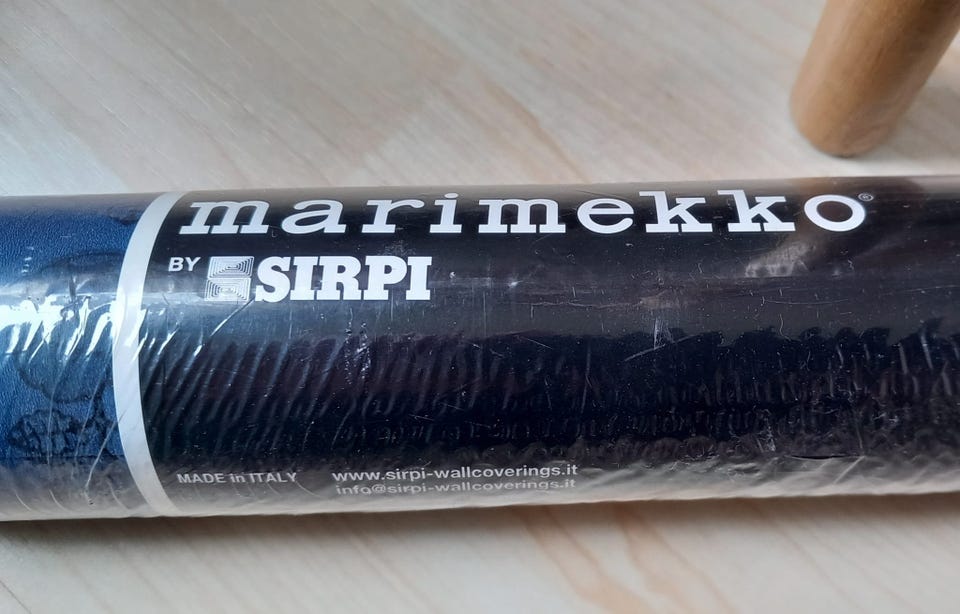 marimekko®
BY SIRPI
MADE in ITALY www.sirpi-wallcoverings.it
info@sirpi-wallcoverings.it